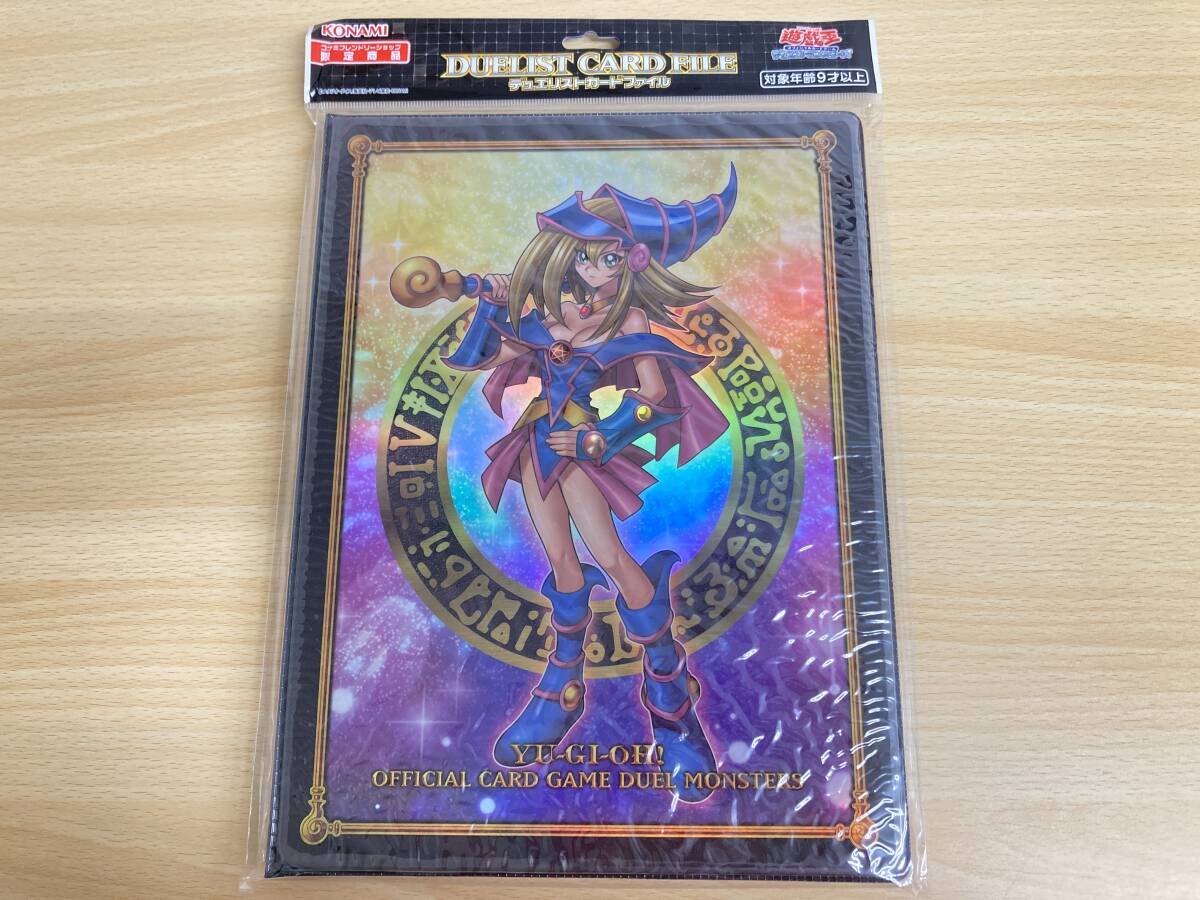 KONAMI
コナミフレンドリーショップ
限定商品
DUELIST CARD FILE
デュエリストカードファイル
遊戯王
対象年齢9才以上
YU-GI-OH!
OFFICIAL CARD GAME DUEL MONSTERS